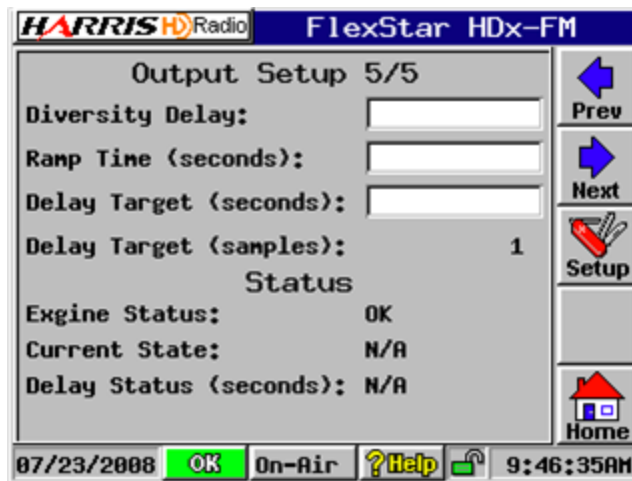 HARRIS HD Radio FlexStar HDx-FM
Output Setup 5/5
Diversity Delay:
Ramp Time (seconds):
Delay Target (seconds):
Delay Target (samples): 1
Status
Exgine Status: OK
Current State: N/A
Delay Status (seconds): N/A
Prev
Next
Setup
Home
07/23/2008 OK On-Air ?Help 9:46:35AM